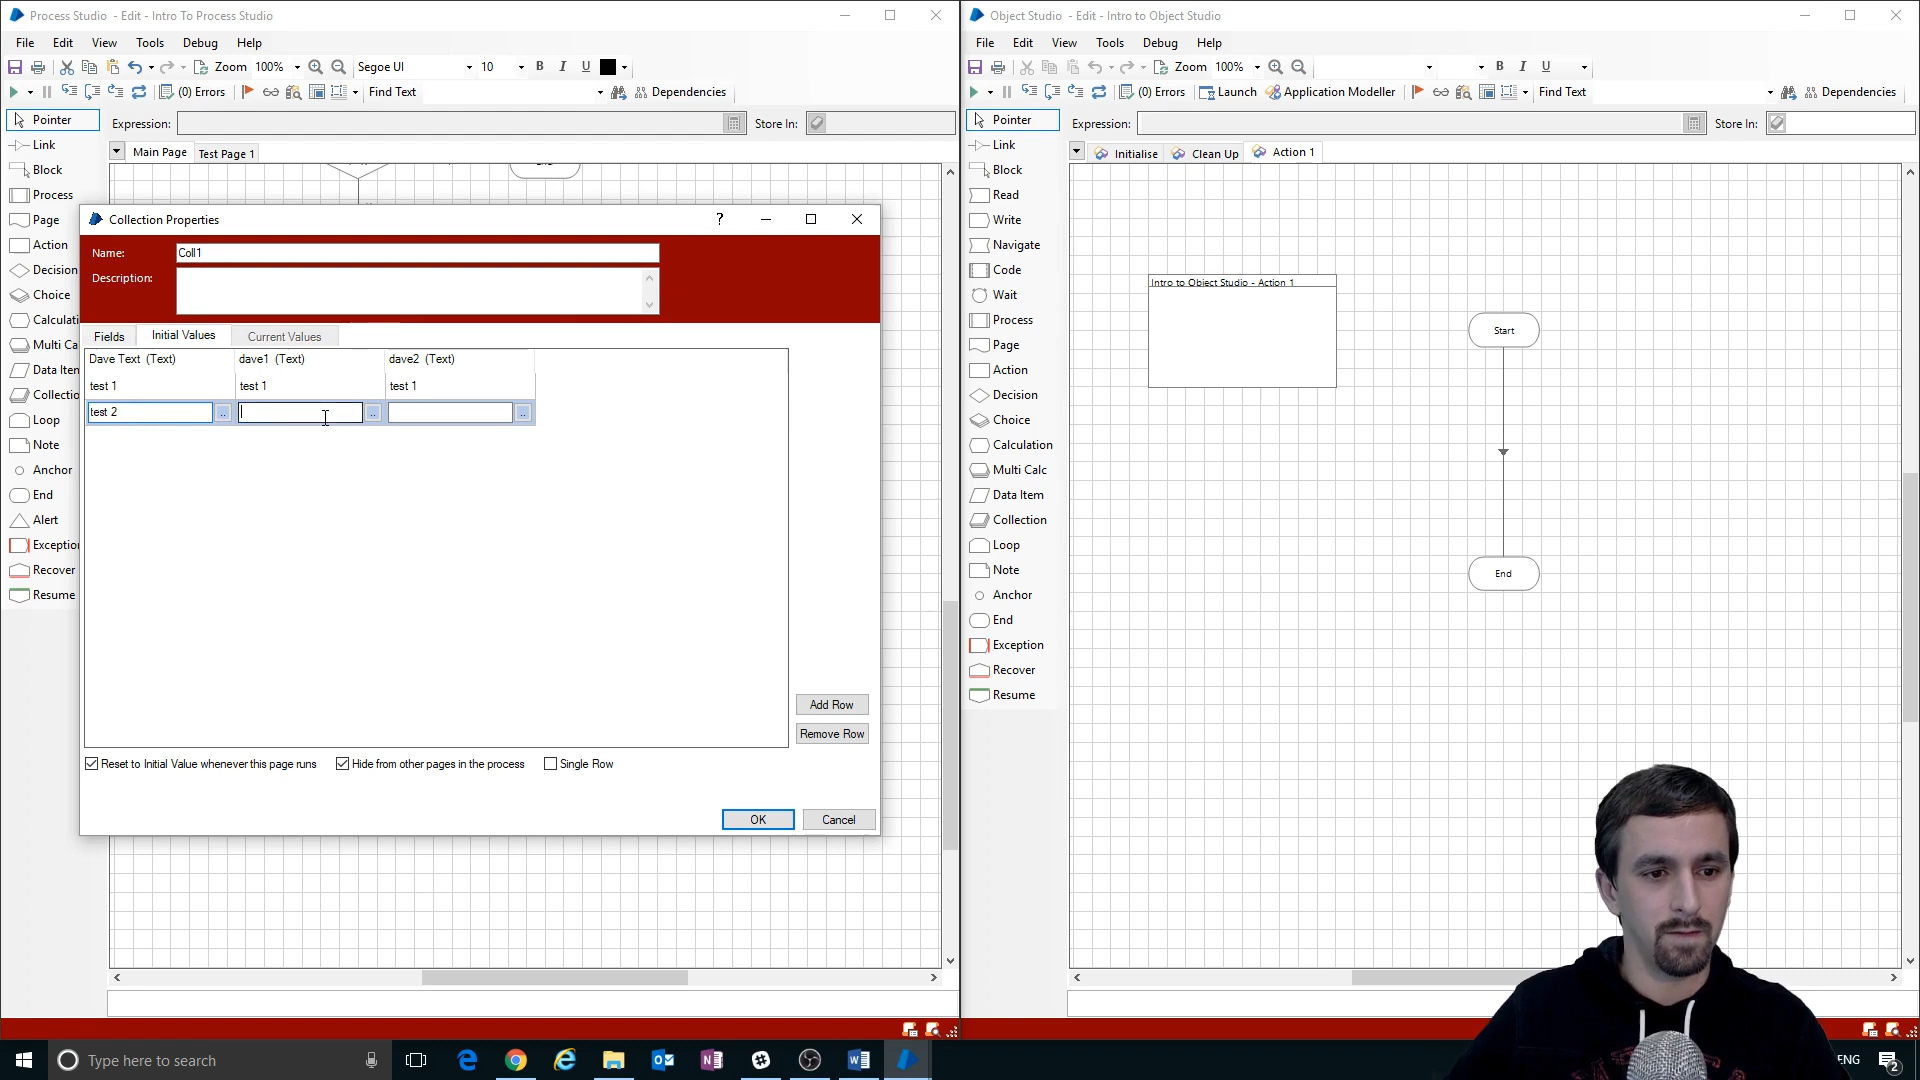 Process Studio - Edit - Intro To Process Studio
File Edit View Tools Debug Help
Zoom 100% Segoe UI 10 B I U
(0) Errors Find Text Dependencies
Pointer
Expression: Store In:
Link
Main Page Test Page 1
Block
Process
Page
Action
Decision
Choice
Calculati
Multi Ca
Data Iten
Collectio
Loop
Note
Anchor
End
Alert
Exceptio
Recover
Resume
Collection Properties
Name: Coll1
Description:
Fields Initial Values Current Values
Dave Text (Text) dave1 (Text) dave2 (Text)
test 1 test 1 test 1
test 2
Add Row
Remove Row
Reset to Initial Value whenever this page runs Hide from other pages in the process Single Row
OK Cancel
Object Studio - Edit - Intro to Object Studio
File Edit View Tools Debug Help
Zoom 100% B I U
(0) Errors Launch Application Modeller Find Text Dependencies
Pointer
Expression: Store In:
Link
Initialise Clean Up Action 1
Block
Read
Write
Navigate
Code
Wait
Process
Page
Action
Decision
Choice
Calculation
Multi Calc
Data Item
Collection
Loop
Note
Anchor
End
Exception
Recover
Resume
Intro to Object Studio - Action 1
Start
End
Type here to search
ENG
2